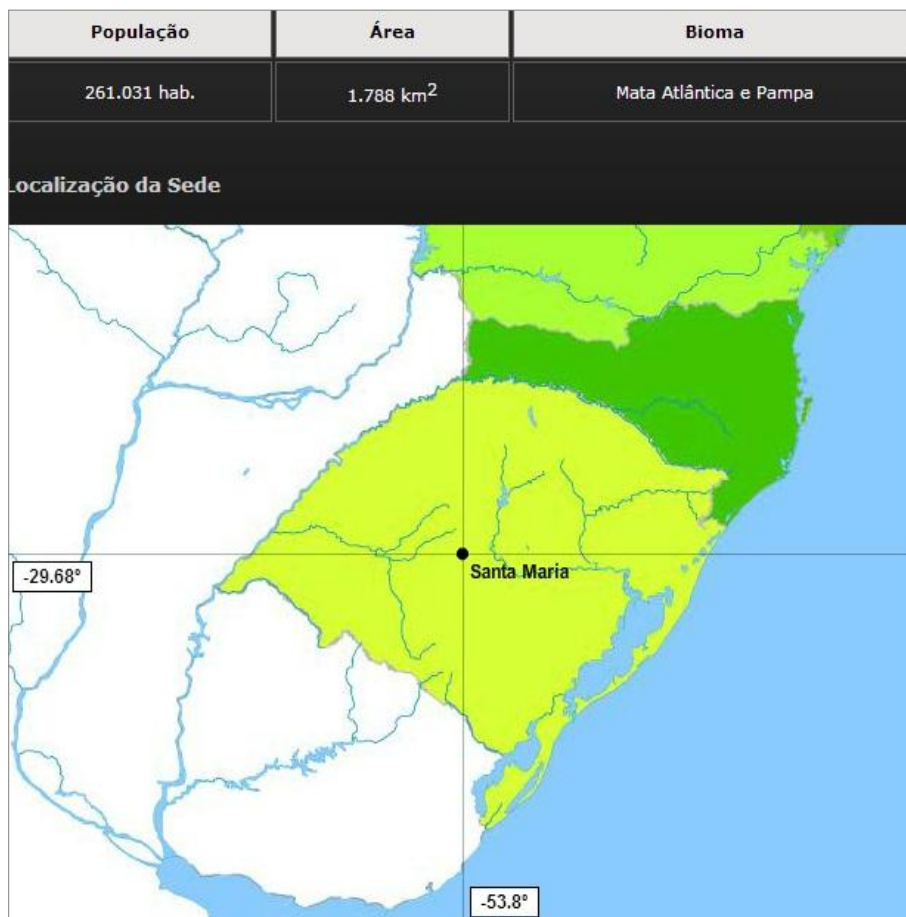 População Área Bioma
261.031 hab. 1.788 km2 Mata Atlântica e Pampa
Localização da Sede
-29.68°
Santa Maria
-53.8°